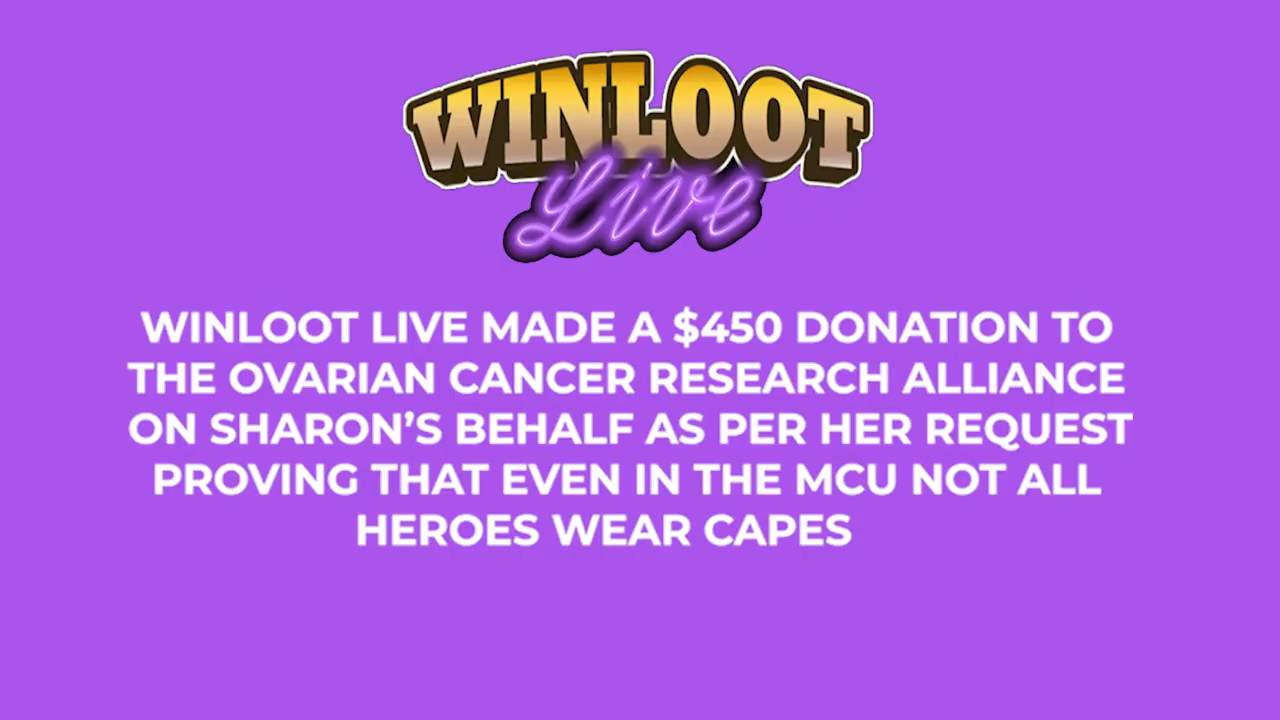 WINLOOT
Live
WINLOOT LIVE MADE A $450 DONATION TO
THE OVARIAN CANCER RESEARCH ALLIANCE
ON SHARON’S BEHALF AS PER HER REQUEST
PROVING THAT EVEN IN THE MCU NOT ALL
HEROES WEAR CAPES